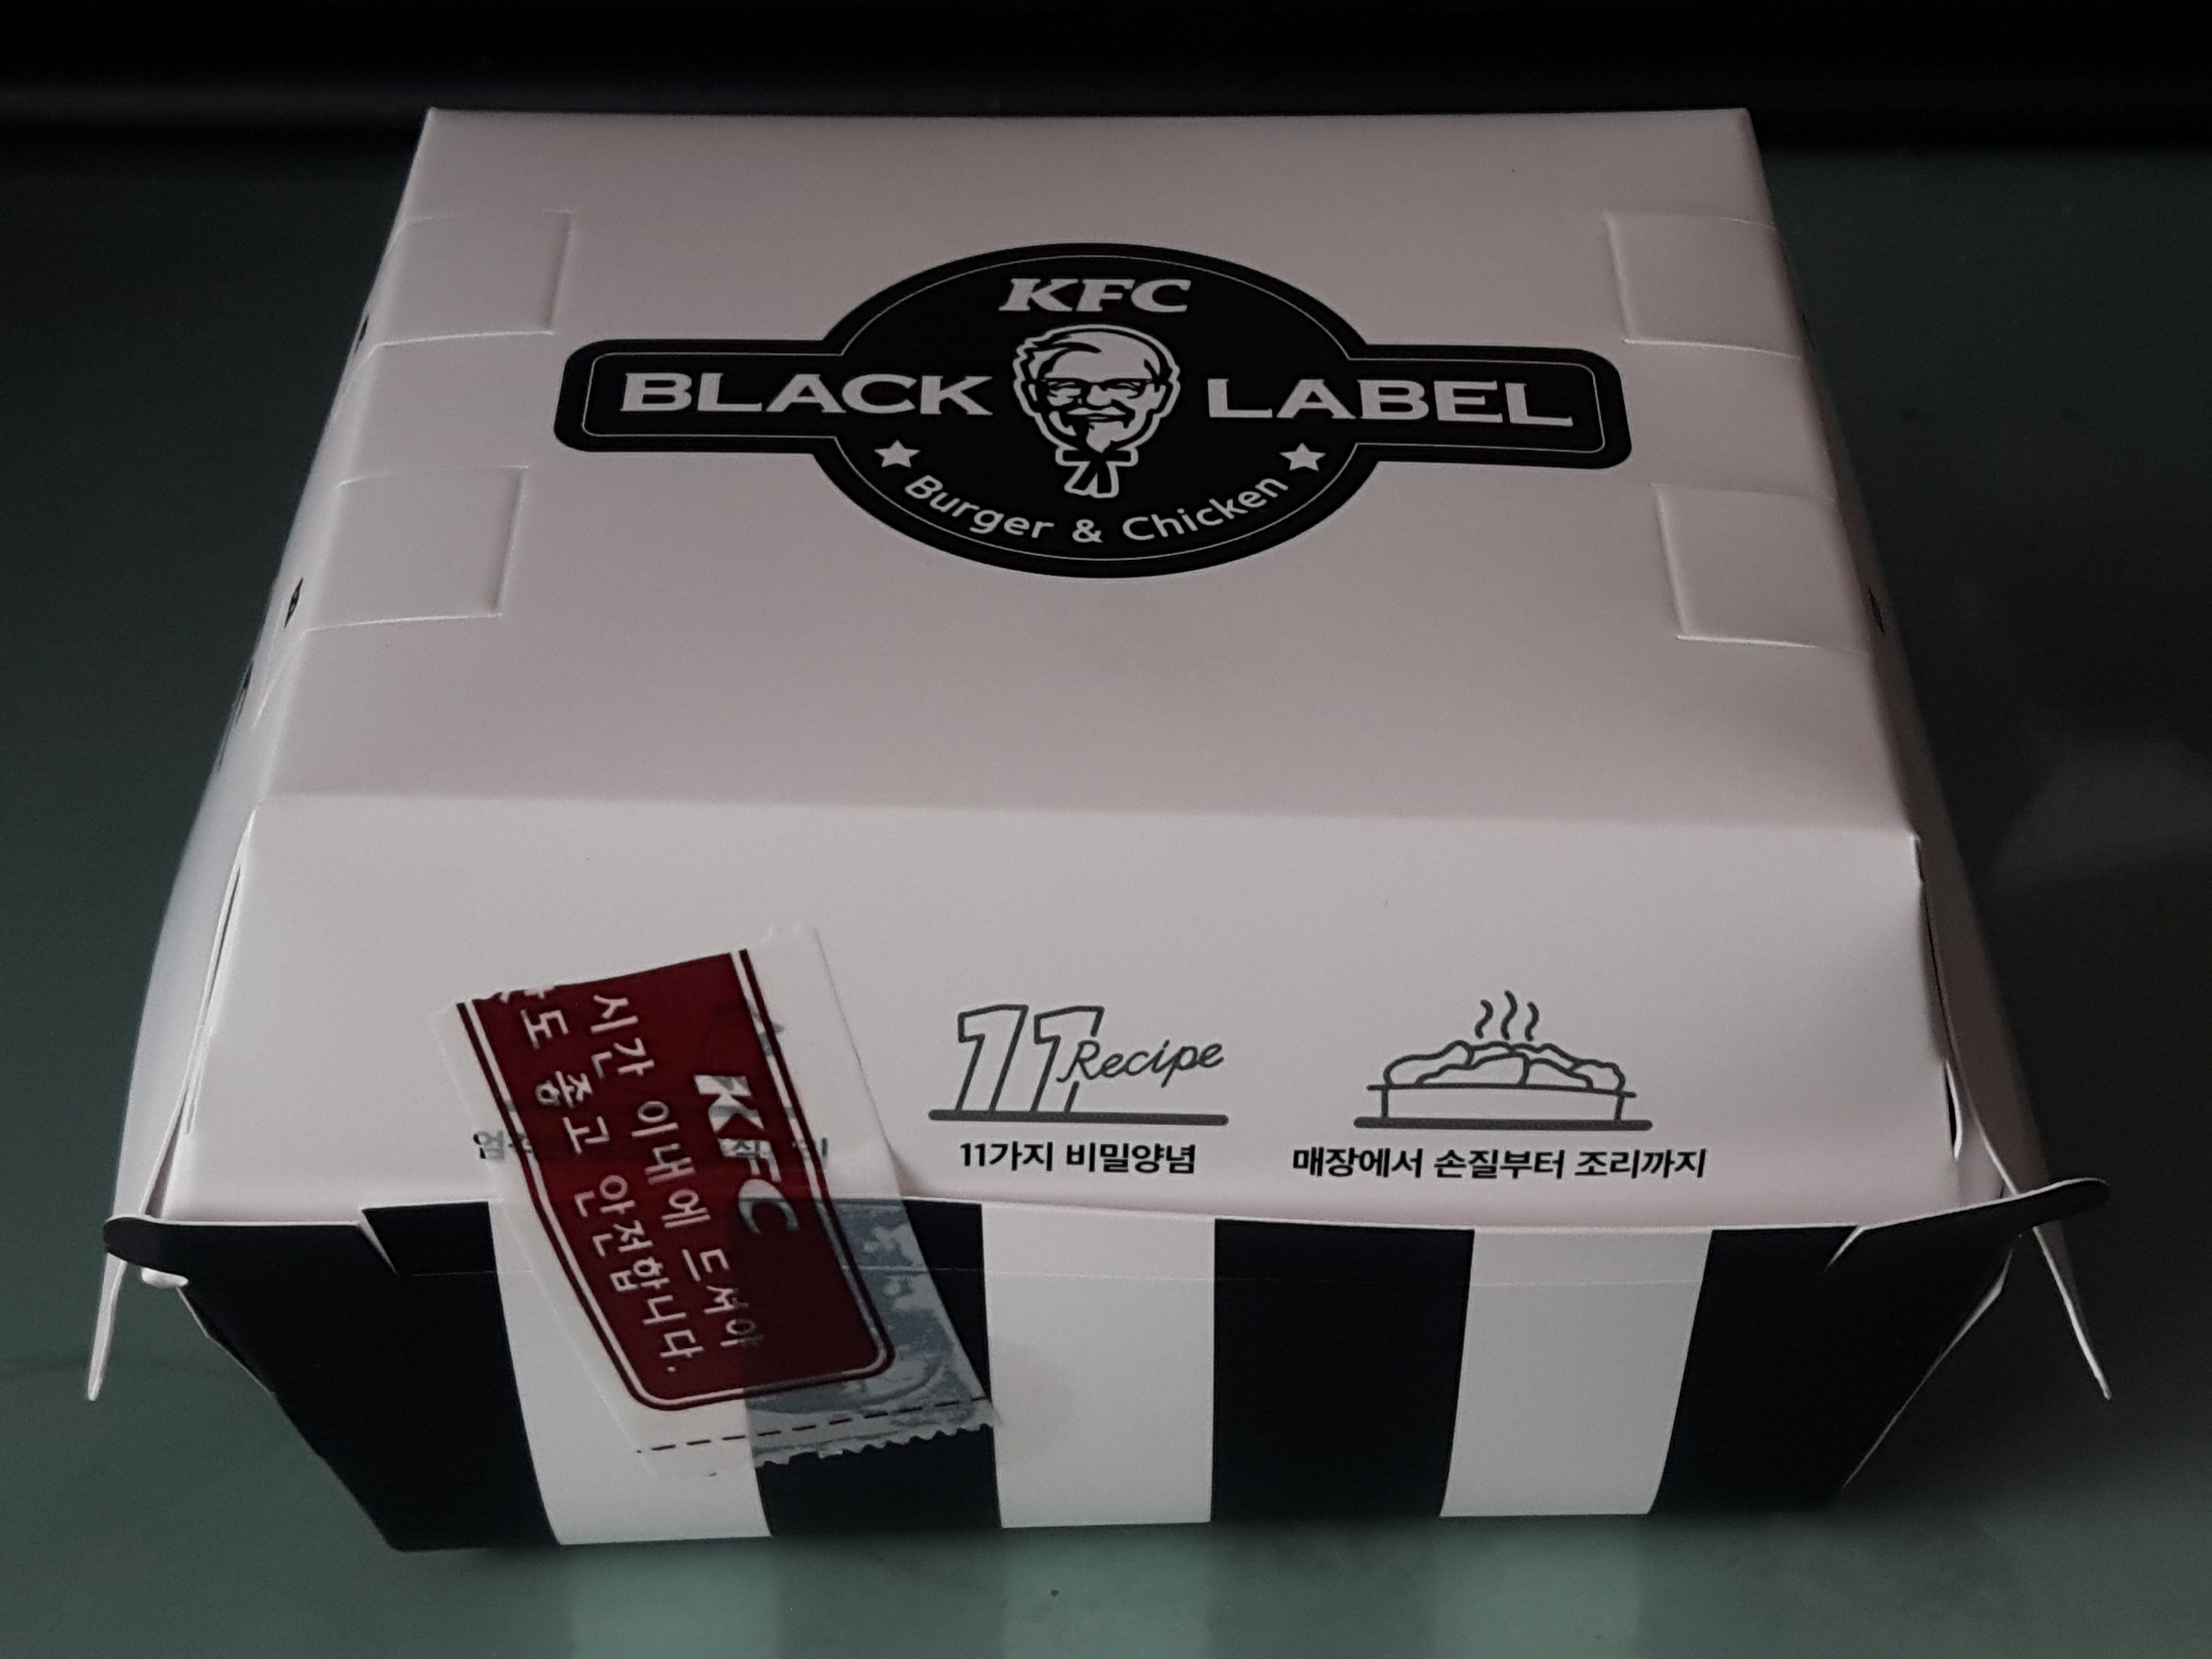 KFC
BLACK LABEL
Burger & Chicken
11 Recipe
11가지 비밀양념
매장에서 손질부터 조리까지
KFC
시간 이내에 드셔야
도 좋고 안전합니다.